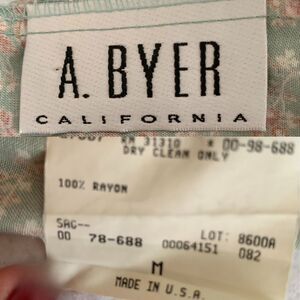 A. BYER
CALIFORNIA
RN 31310 * 00-98-688
DRY CLEAN ONLY
100% RAYON
SAG-- LOT: 8600A
00 78-688 00064151 082
M
MADE IN U.S.A.